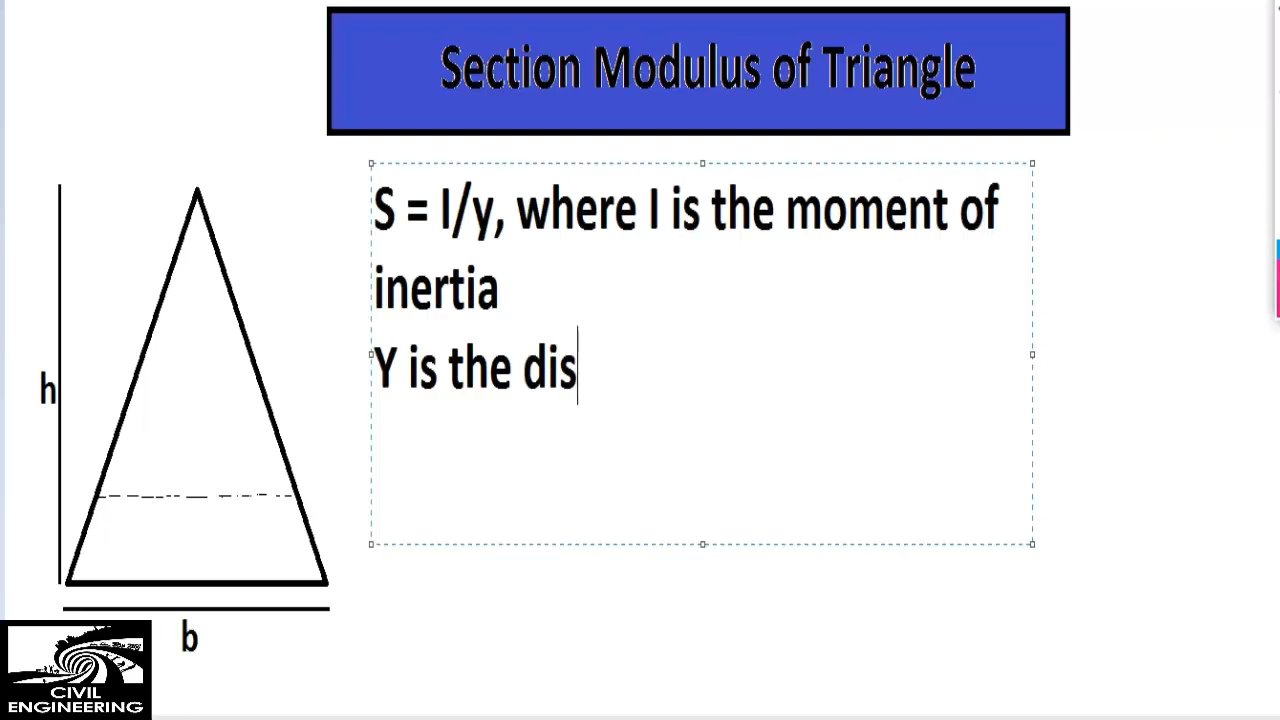 Section Modulus of Triangle
S = I/y, where I is the moment of
inertia
Y is the dis
h
b
CIVIL
ENGINEERING